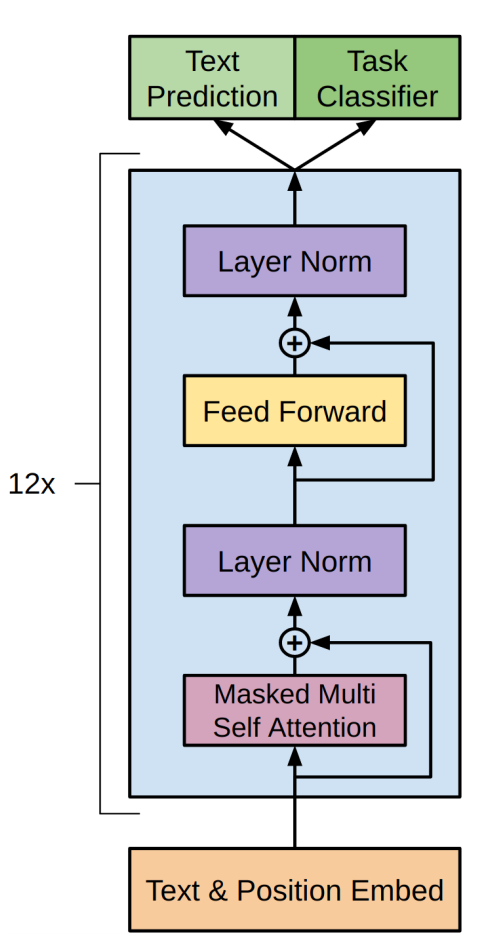 Text
Prediction
Task
Classifier
Layer Norm
+
Feed Forward
12x
Layer Norm
+
Masked Multi
Self Attention
Text & Position Embed